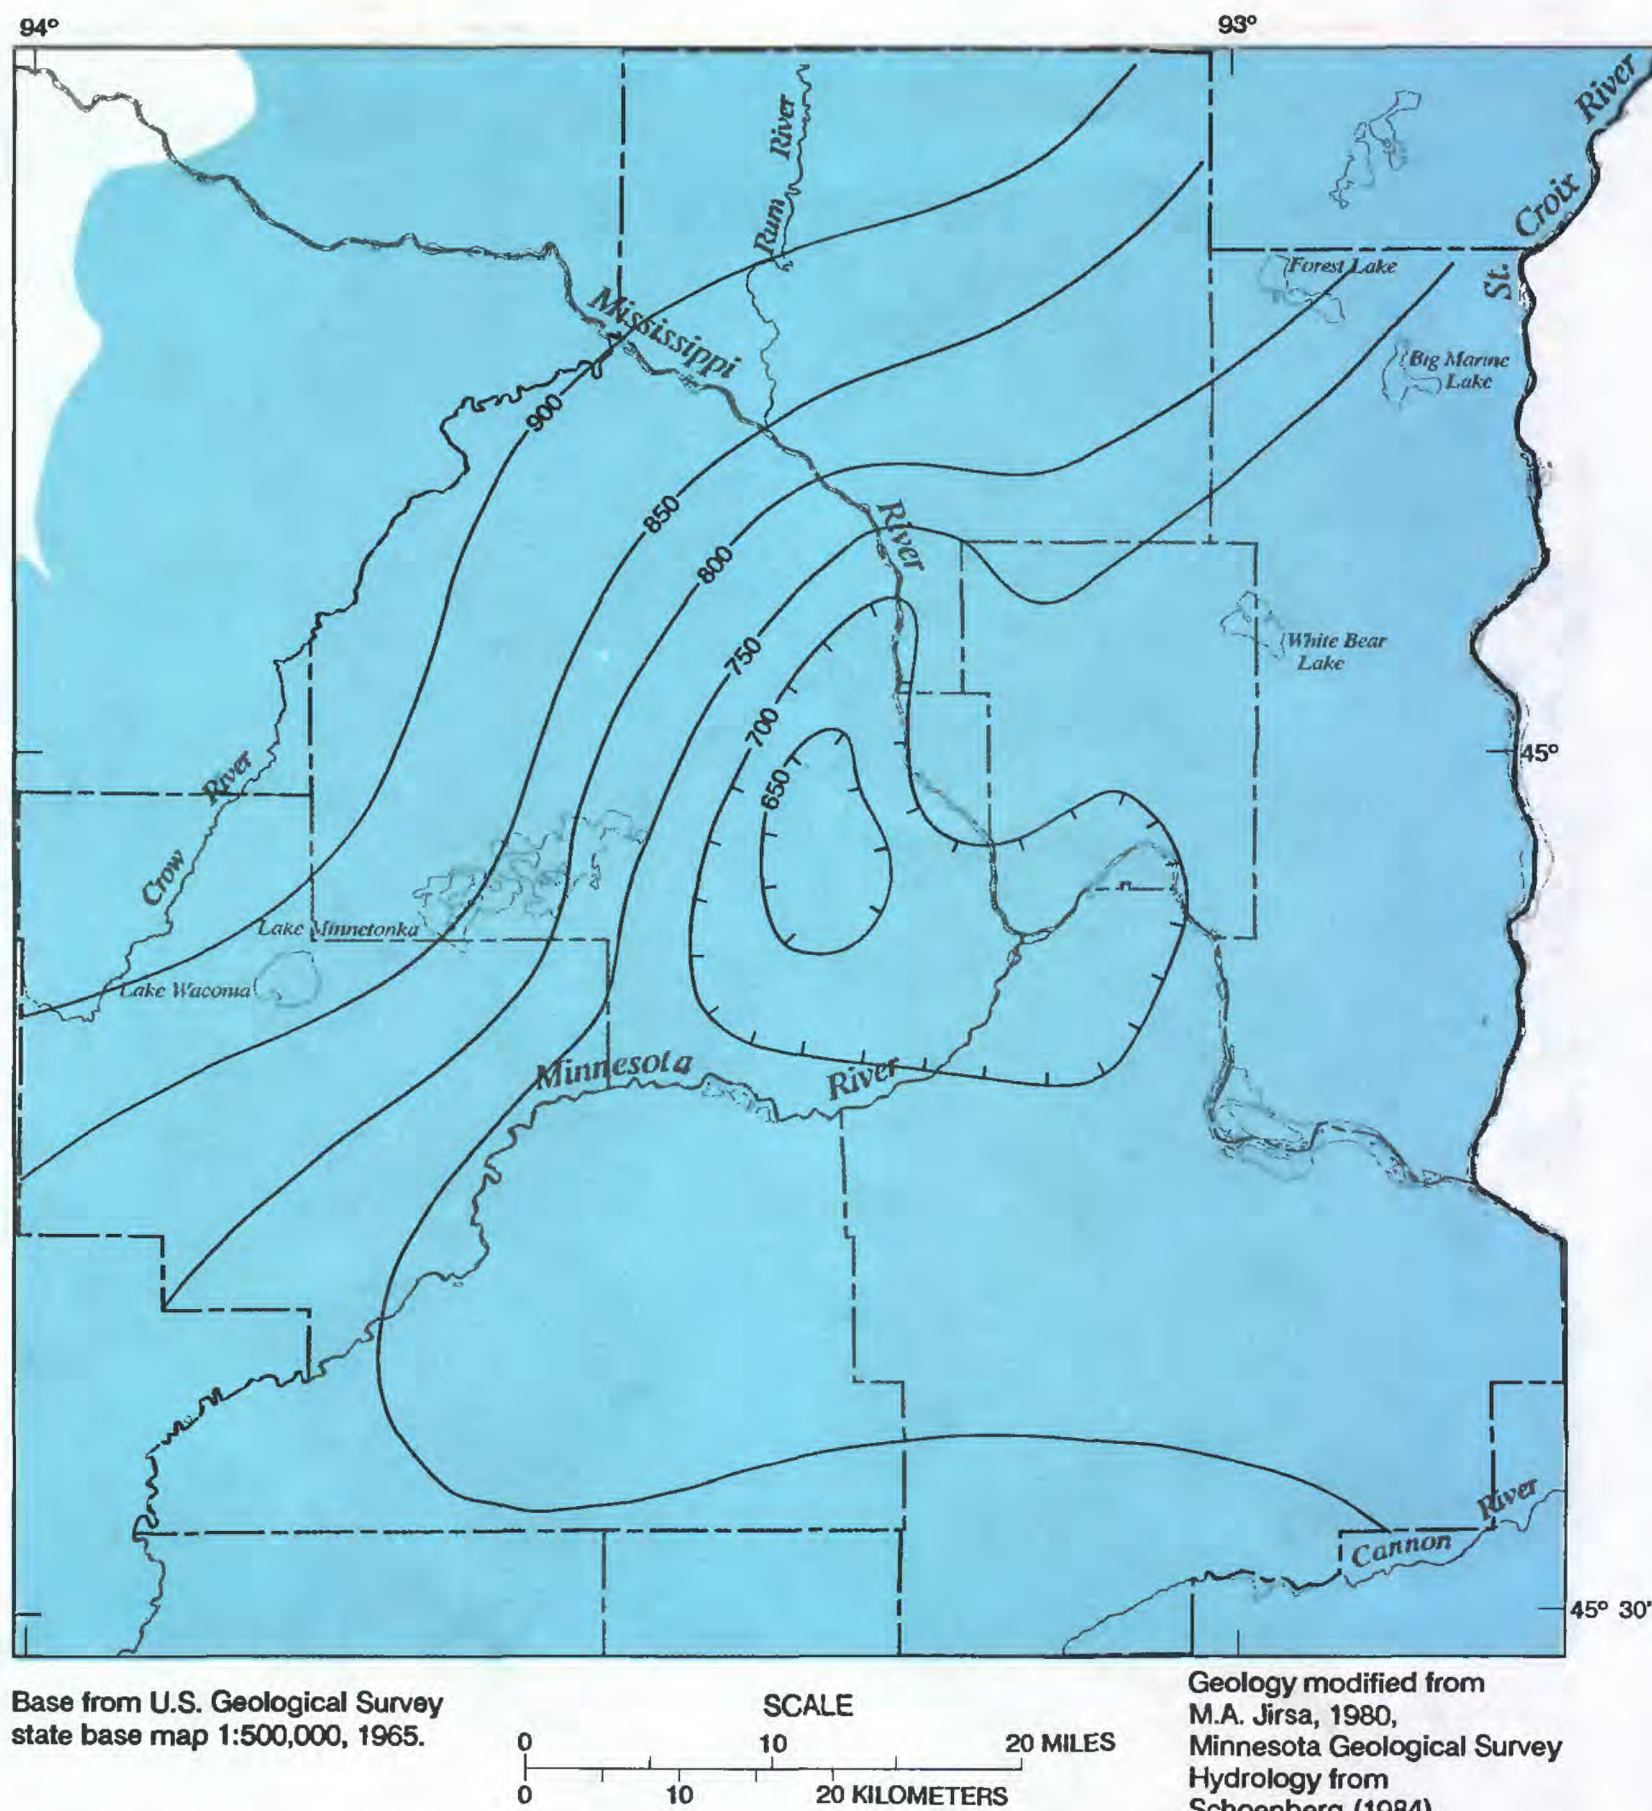 94°
93°
River
Rum
River
St.
Croix
River
Forest Lake
Big Marine
Lake
Mississippi
River
900
850
800
750
700
650
White Bear
Lake
45°
Crow
River
Lake Minnetonka
Lake Waconia
Minnesota
River
Cannon
River
45° 30'
Base from U.S. Geological Survey
state base map 1:500,000, 1965.
SCALE
0 10 20 MILES
0 10 20 KILOMETERS
Geology modified from
M.A. Jirsa, 1980,
Minnesota Geological Survey
Hydrology from
Schoenberg (1984)